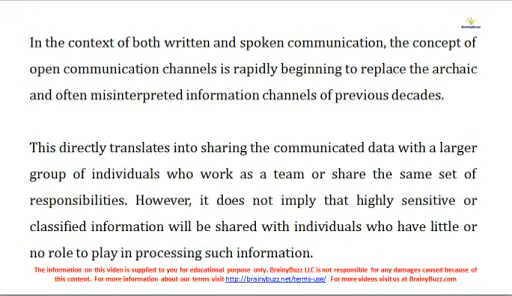 BrainyBuzz
In the context of both written and spoken communication, the concept of
open communication channels is rapidly beginning to replace the archaic
and often misinterpreted information channels of previous decades.
This directly translates into sharing the communicated data with a larger
group of individuals who work as a team or share the same set of
responsibilities. However, it does not imply that highly sensitive or
classified information will be shared with individuals who have little or
no role to play in processing such information.
The information on this video is supplied to you for educational purpose only. BrainyBuzz LLC is not responsible for any damages caused because of
this content. For more information about our terms visit http://brainybuzz.net/terms-use/. For more videos visit us at BrainyBuzz.com